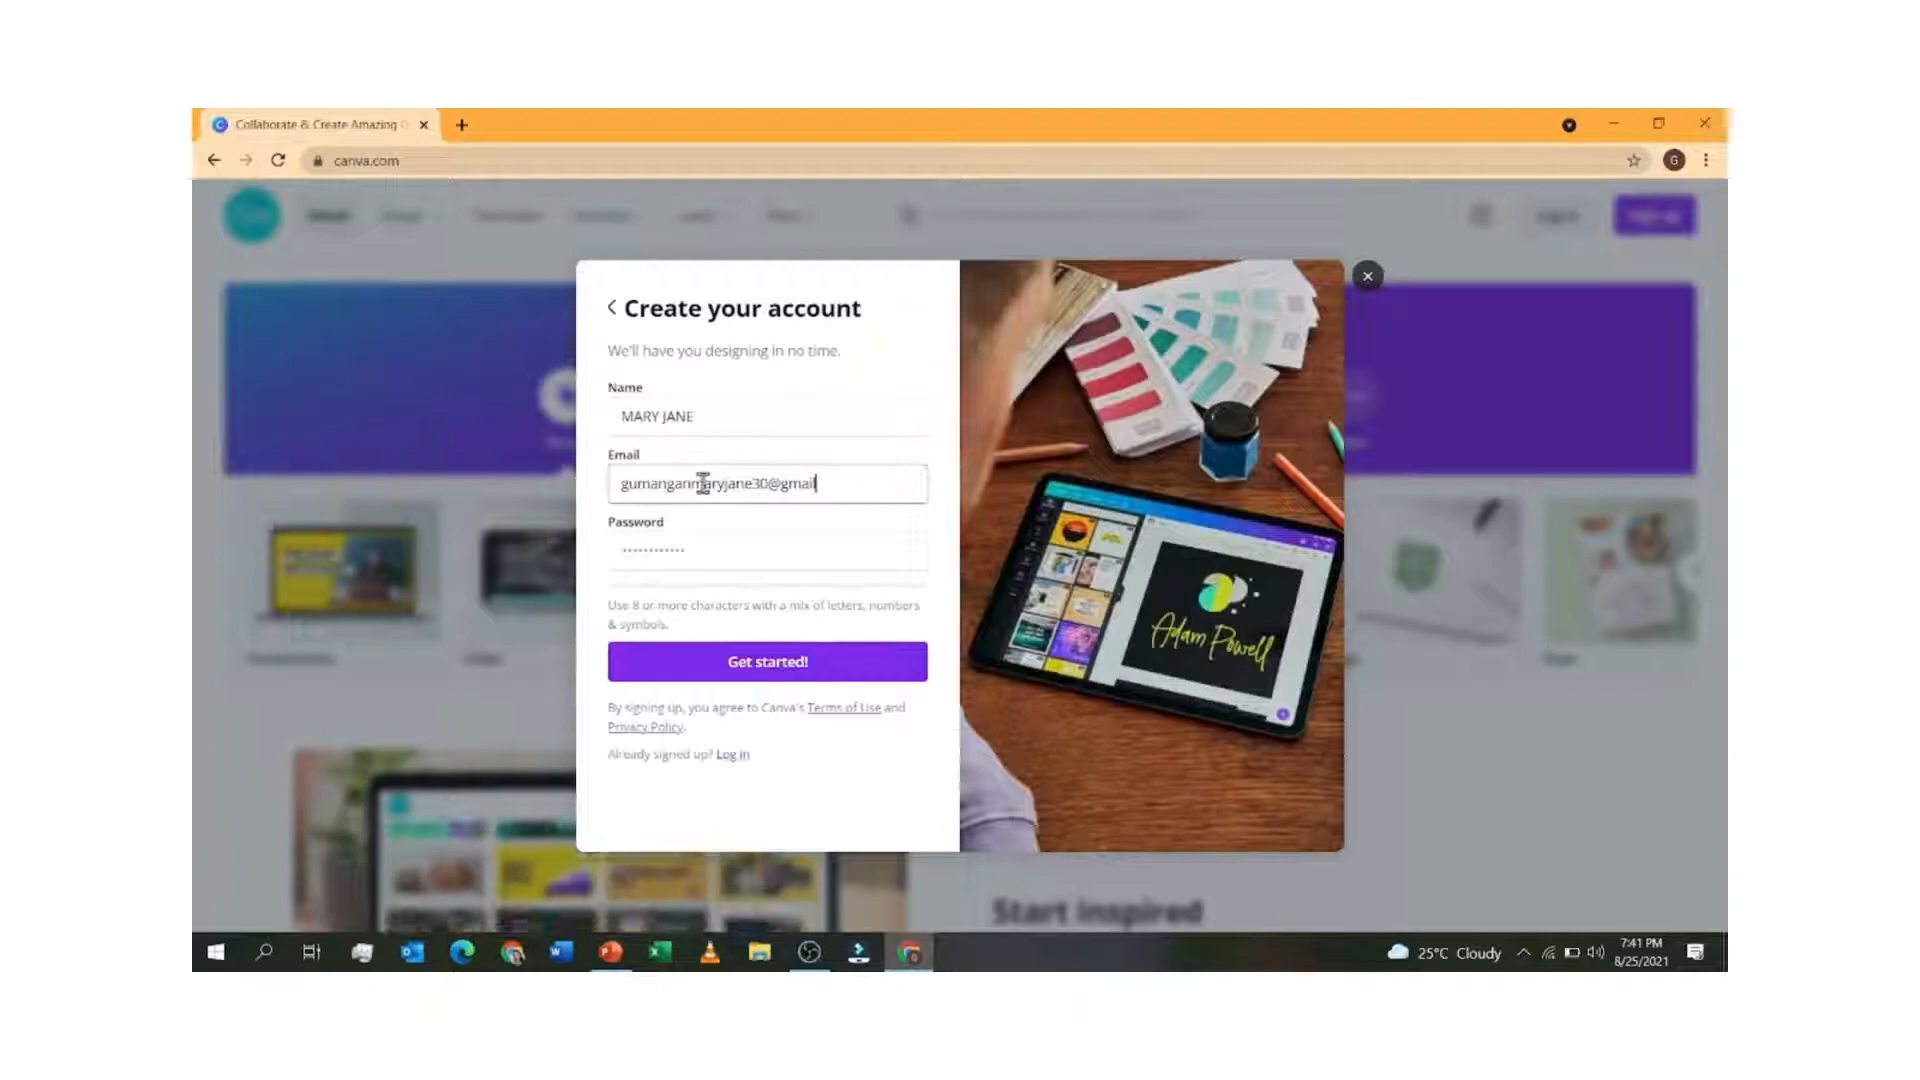 Collaborate & Create Amazing
canva.com
G
Create your account
We'll have you designing in no time.
Name
MARY JANE
Email
gumanganmaryjane30@gmail
Password
Use 8 or more characters with a mix of letters, numbers
& symbols.
Get started!
By signing up, you agree to Canva's Terms of Use and
Privacy Policy.
Already signed up? Log in
Adam Powell
Start inspired
25°C Cloudy
7:41 PM
8/25/2021